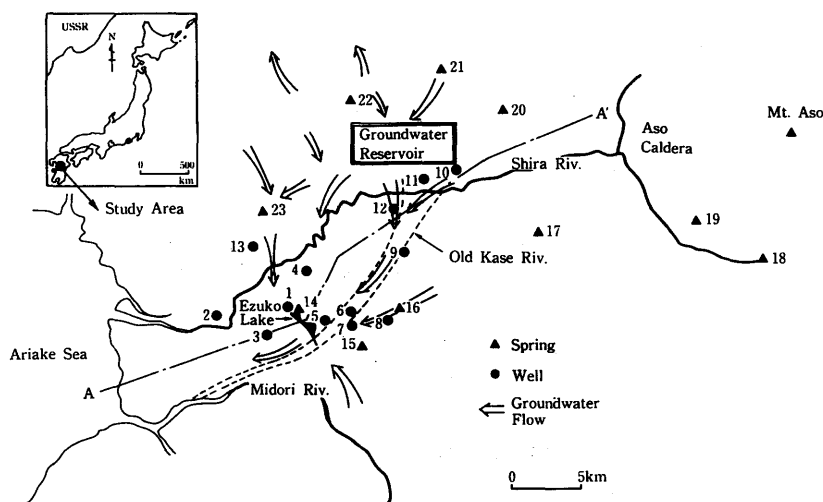 USSR
N
0 500
km
Study Area
21
22
20
A'
Mt. Aso
Groundwater
Reservoir
Aso
Caldera
10
Shira Riv.
11
12
23
19
17
13
9
Old Kase Riv.
18
4
1
14
2
Ezuko
Lake
6
16
5
3
7
8
15
Ariake Sea
A
Midori Riv.
Spring
Well
Groundwater
Flow
0 5km